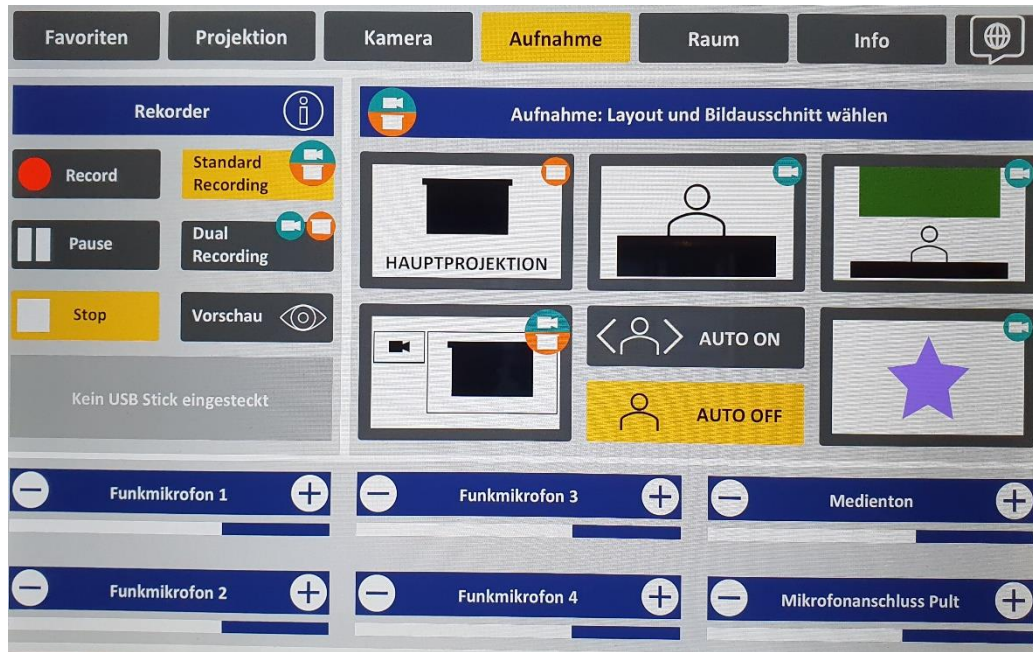 Favoriten
Projektion
Kamera
Aufnahme
Raum
Info
Rekorder
Record
Standard
Recording
Pause
Dual
Recording
Stop
Vorschau
Kein USB Stick eingesteckt
Aufnahme: Layout und Bildausschnitt wählen
HAUPTPROJEKTION
AUTO ON
AUTO OFF
Funkmikrofon 1
Funkmikrofon 3
Medienton
Funkmikrofon 2
Funkmikrofon 4
Mikrofonanschluss Pult